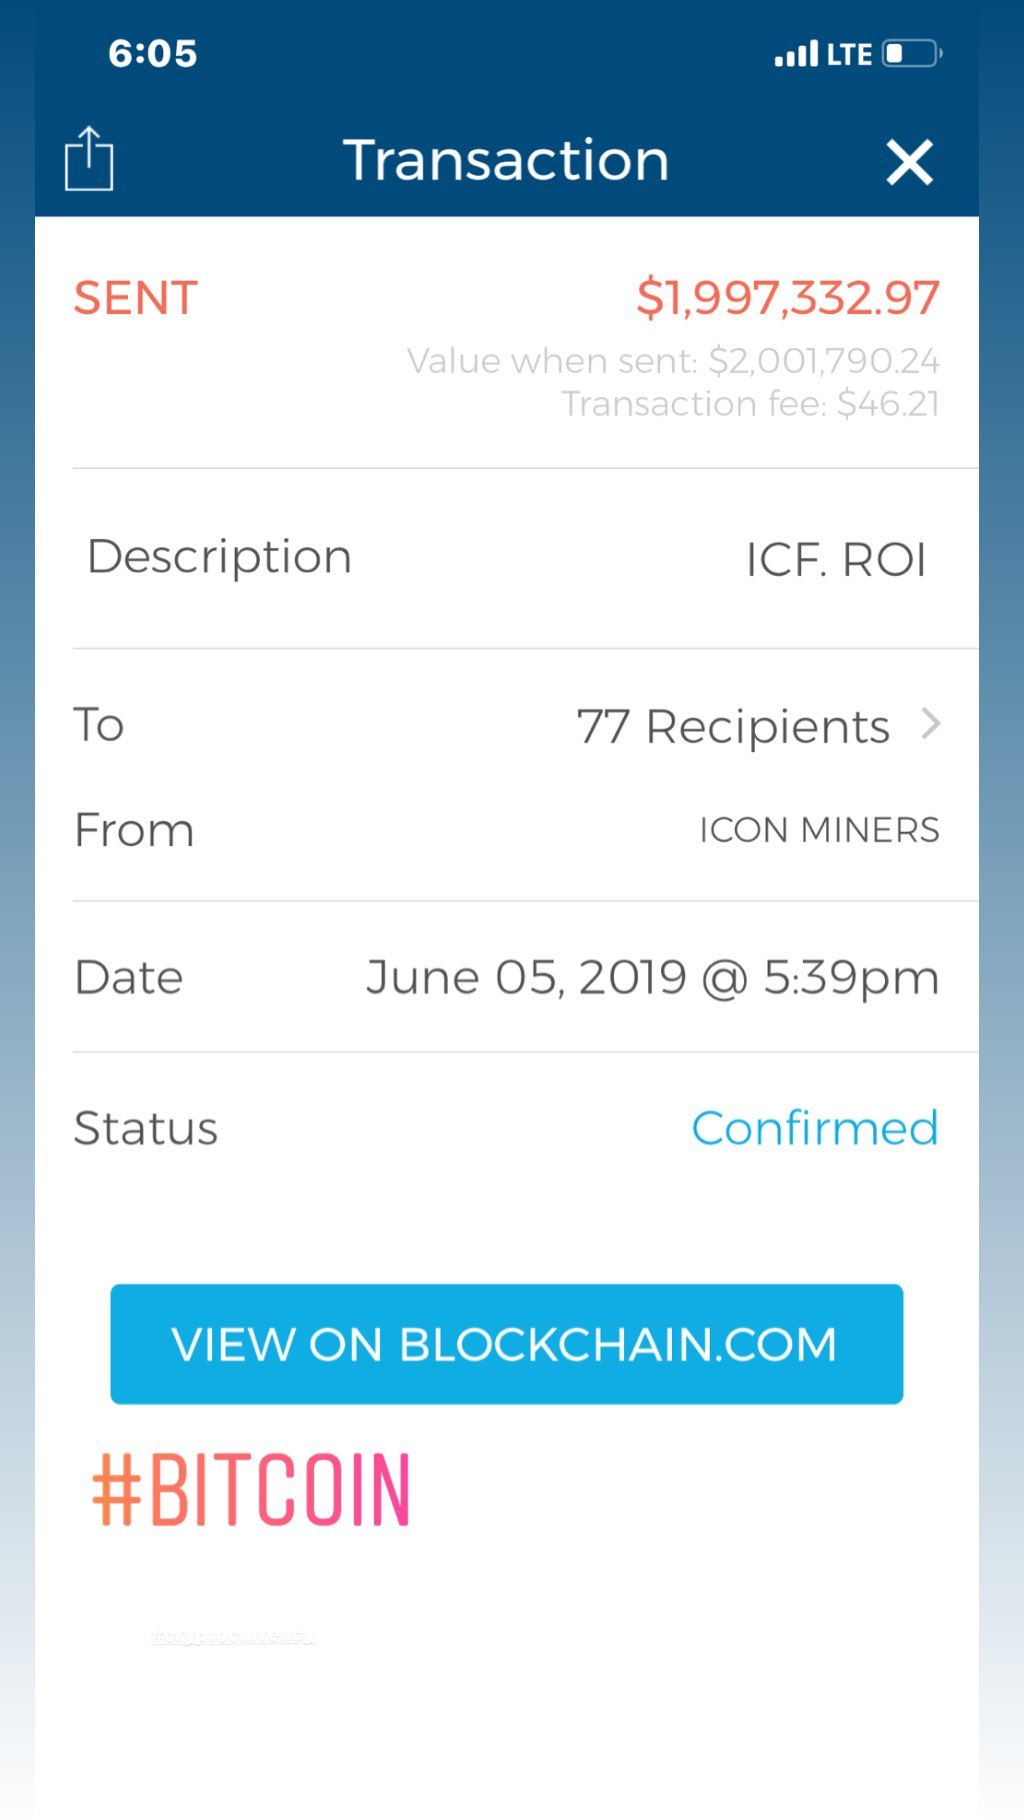 6:05 LTE
Transaction
SENT $1,997,332.97
Value when sent: $2,001,790.24
Transaction fee: $46.21
Description ICF. ROI
To 77 Recipients
From ICON MINERS
Date June 05, 2019 @ 5:39pm
Status Confirmed
VIEW ON BLOCKCHAIN.COM
#BITCOIN
#cryptocurrency